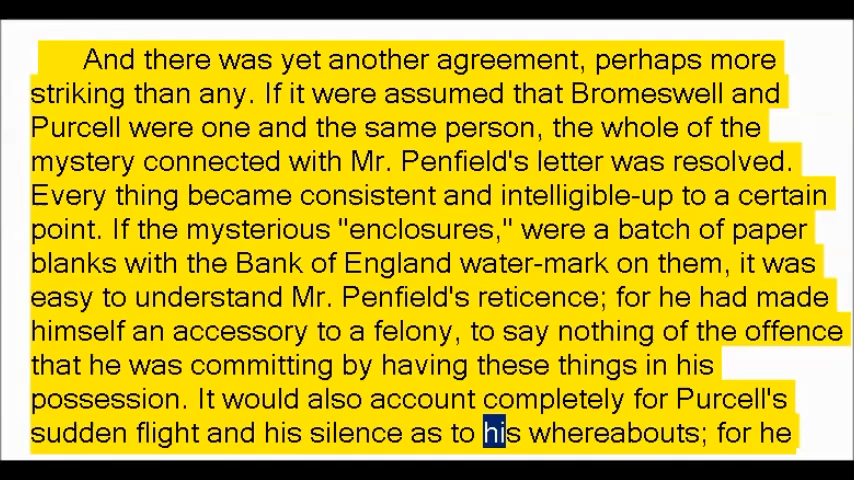 And there was yet another agreement, perhaps more
striking than any. If it were assumed that Bromeswell and
Purcell were one and the same person, the whole of the
mystery connected with Mr. Penfield's letter was resolved.
Every thing became consistent and intelligible-up to a certain
point. If the mysterious "enclosures," were a batch of paper
blanks with the Bank of England water-mark on them, it was
easy to understand Mr. Penfield's reticence; for he had made
himself an accessory to a felony, to say nothing of the offence
that he was committing by having these things in his
possession. It would also account completely for Purcell's
sudden flight and his silence as to his whereabouts; for he